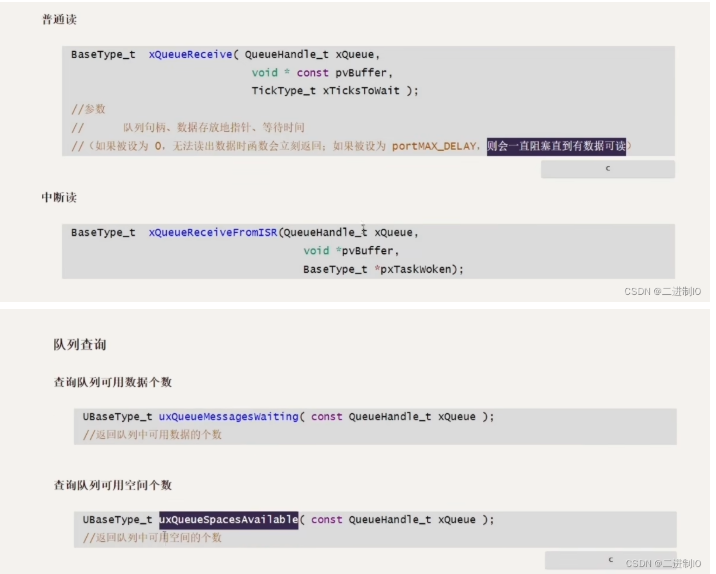 普通读
BaseType_t  xQueueReceive( QueueHandle_t xQueue,
void * const pvBuffer,
TickType_t xTicksToWait );
//参数
//      队列句柄、数据存放地指针、等待时间
//（如果被设为 0，无法读出数据时函数会立刻返回；如果被设为 portMAX_DELAY，则会一直阻塞直到有数据可读）
c
中断读
BaseType_t  xQueueReceiveFromISR(QueueHandle_t xQueue,
void *pvBuffer,
BaseType_t *pxTaskWoken);
CSDN @二进制IO
队列查询
查询队列可用数据个数
UBaseType_t uxQueueMessagesWaiting( const QueueHandle_t xQueue );
//返回队列中可用数据的个数
查询队列可用空间个数
UBaseType_t uxQueueSpacesAvailable( const QueueHandle_t xQueue );
//返回队列中可用空间的个数
c
CSDN @二进制IO